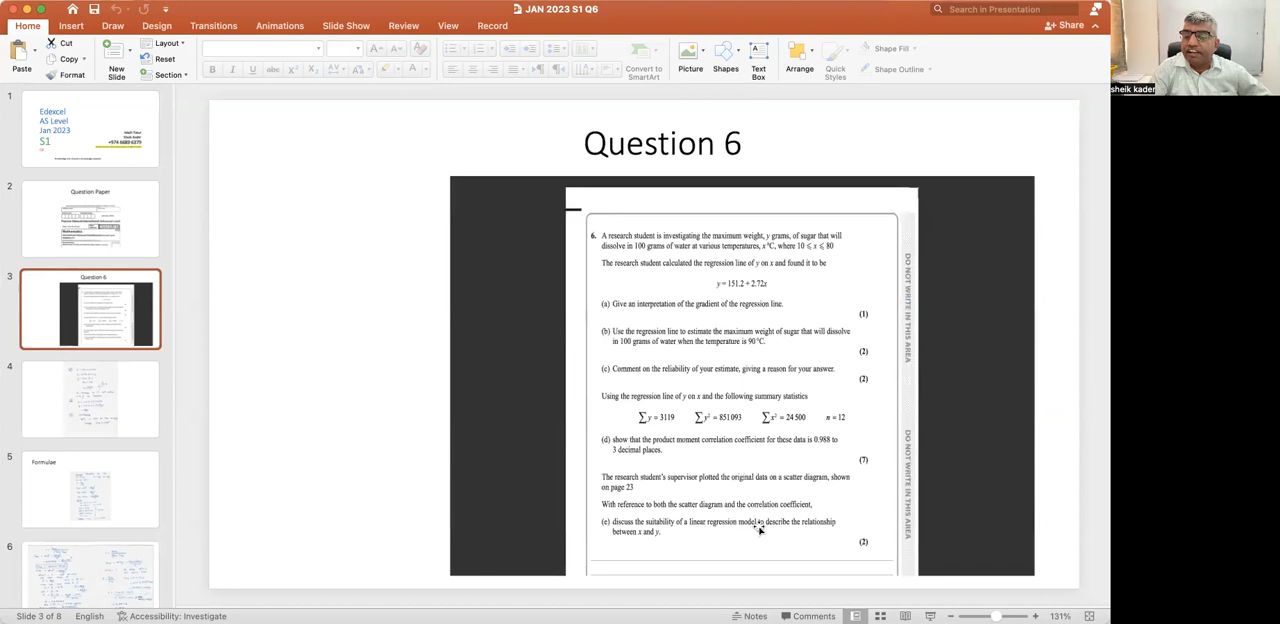 JAN 2023 S1 Q6
Search in Presentation
Home Insert Draw Design Transitions Animations Slide Show Review View Record
Share
Paste
Cut
Copy
Format
New
Slide
Layout
Reset
Section
Convert to
SmartArt
Picture
Shapes
Text
Box
Arrange
Quick
Styles
Shape Fill
Shape Outline
sheik kader
1
Edexcel
AS Level
Jan 2023
S1
2
Question Paper
3
Question 6
4
5
Formulae
6
Question 6
6. A research student is investigating the maximum weight, y grams, of sugar that will
dissolve in 100 grams of water at various temperatures, x °C, where 10 ⩽ x ⩽ 80
The research student calculated the regression line of y on x and found it to be
y = 151.2 + 2.72x
(a) Give an interpretation of the gradient of the regression line.
(1)
(b) Use the regression line to estimate the maximum weight of sugar that will dissolve
in 100 grams of water when the temperature is 90 °C.
(2)
(c) Comment on the reliability of your estimate, giving a reason for your answer.
(2)
Using the regression line of y on x and the following summary statistics
∑y = 3119 ∑y² = 851 093 ∑x² = 24 500 n = 12
(d) show that the product moment correlation coefficient for these data is 0.988 to
3 decimal places.
(7)
The research student's supervisor plotted the original data on a scatter diagram, shown
on page 23
With reference to both the scatter diagram and the correlation coefficient,
(e) discuss the suitability of a linear regression model to describe the relationship
between x and y.
(2)
DO NOT WRITE IN THIS AREA
DO NOT WRITE IN THIS AREA
Slide 3 of 8 English Accessibility: Investigate Notes Comments 131%